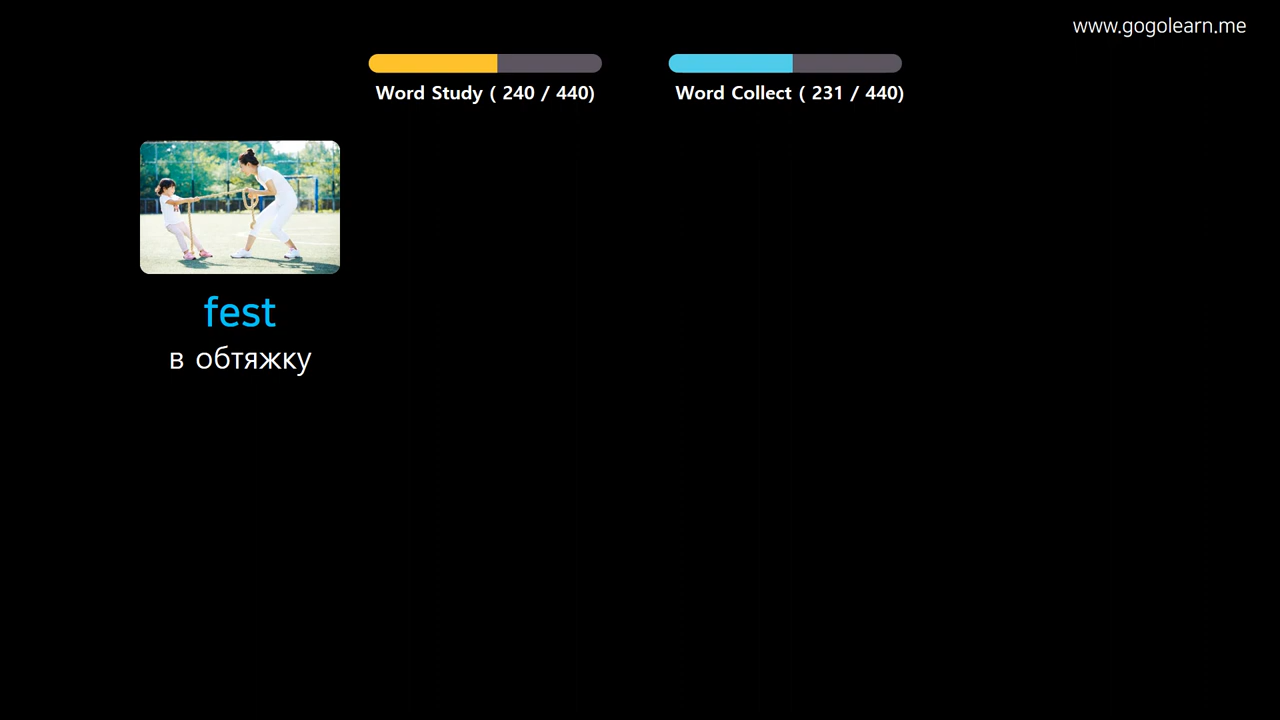 www.gogolearn.me
Word Study ( 240 / 440)
Word Collect ( 231 / 440)
fest
в обтяжку